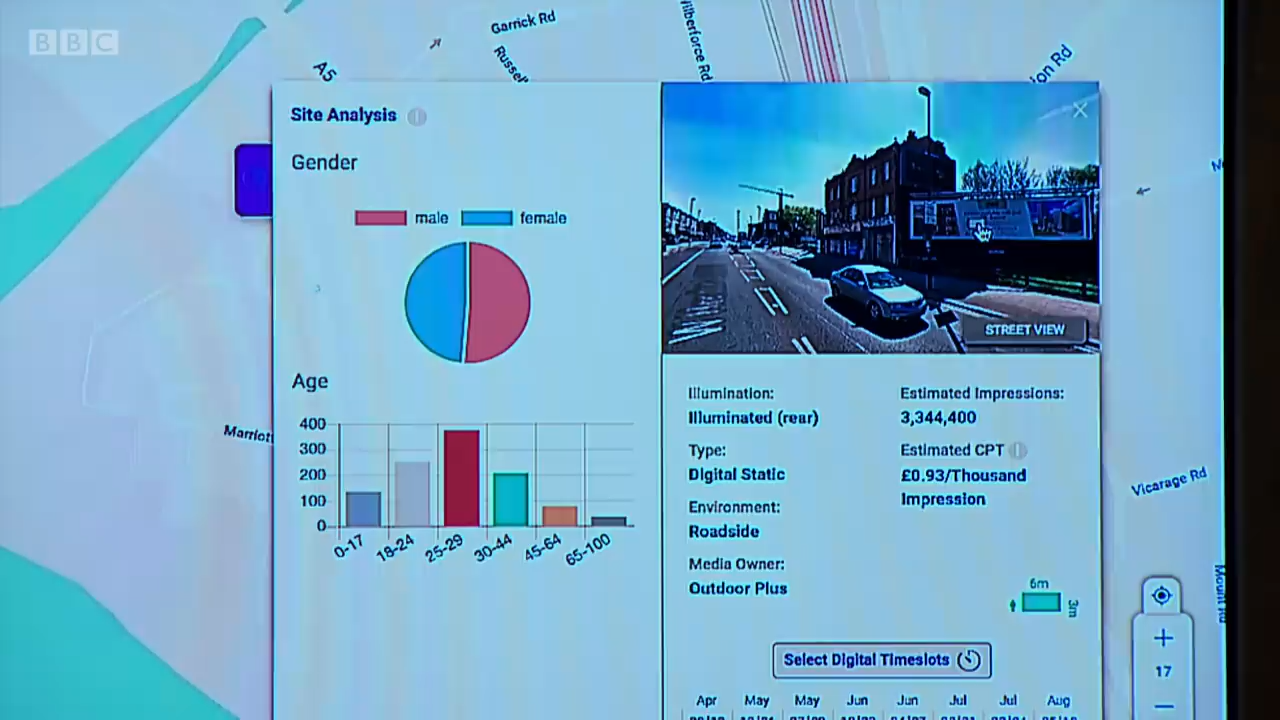 BBC
Garrick Rd
Russel
Wilberforce Rd
A5
on Rd
Site Analysis
Gender
male
female
Age
400
300
200
100
0
0-17
18-24
25-29
30-44
45-64
65-100
STREET VIEW
Illumination:
Illuminated (rear)
Type:
Digital Static
Environment:
Roadside
Media Owner:
Outdoor Plus
Estimated Impressions:
3,344,400
Estimated CPT
£0.93/Thousand
Impression
6m
3m
Select Digital Timeslots
Apr
May
May
Jun
Jun
Jul
Jul
Aug
Marriott
Vicarage Rd
17